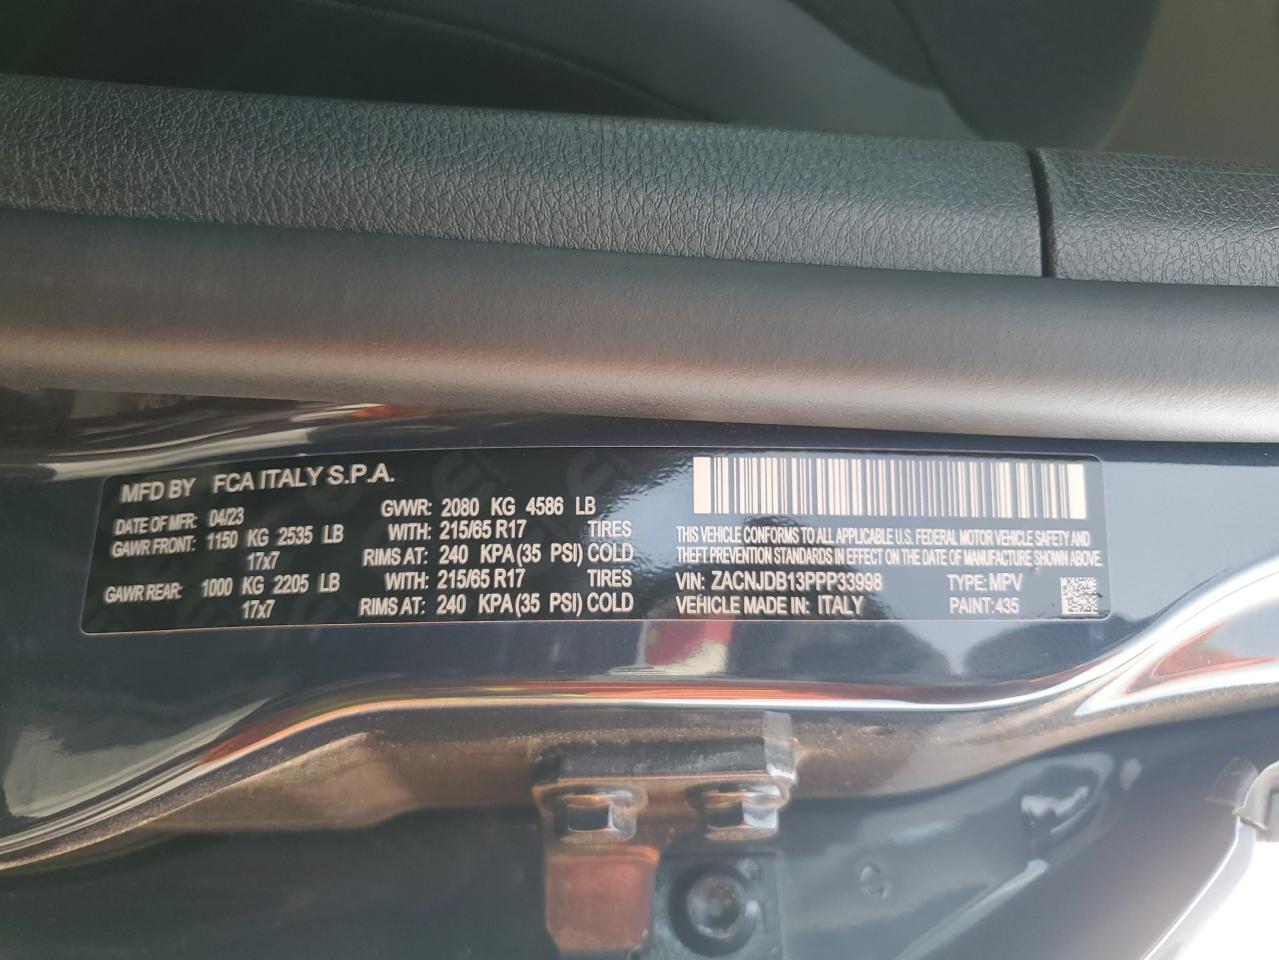 MFD BY FCA ITALY S.P.A.
DATE OF MFR: 04/23 GVWR: 2080 KG 4586 LB
GAWR FRONT: 1150 KG 2535 LB WITH: 215/65 R17 TIRES
17x7 RIMS AT: 240 KPA (35 PSI) COLD
GAWR REAR: 1000 KG 2205 LB WITH: 215/65 R17 TIRES
17x7 RIMS AT: 240 KPA (35 PSI) COLD
THIS VEHICLE CONFORMS TO ALL APPLICABLE U.S. FEDERAL MOTOR VEHICLE SAFETY AND
THEFT PREVENTION STANDARDS IN EFFECT ON THE DATE OF MANUFACTURE SHOWN ABOVE.
VIN: ZACNJDB13PPP33998 TYPE: MPV
VEHICLE MADE IN: ITALY PAINT: 435